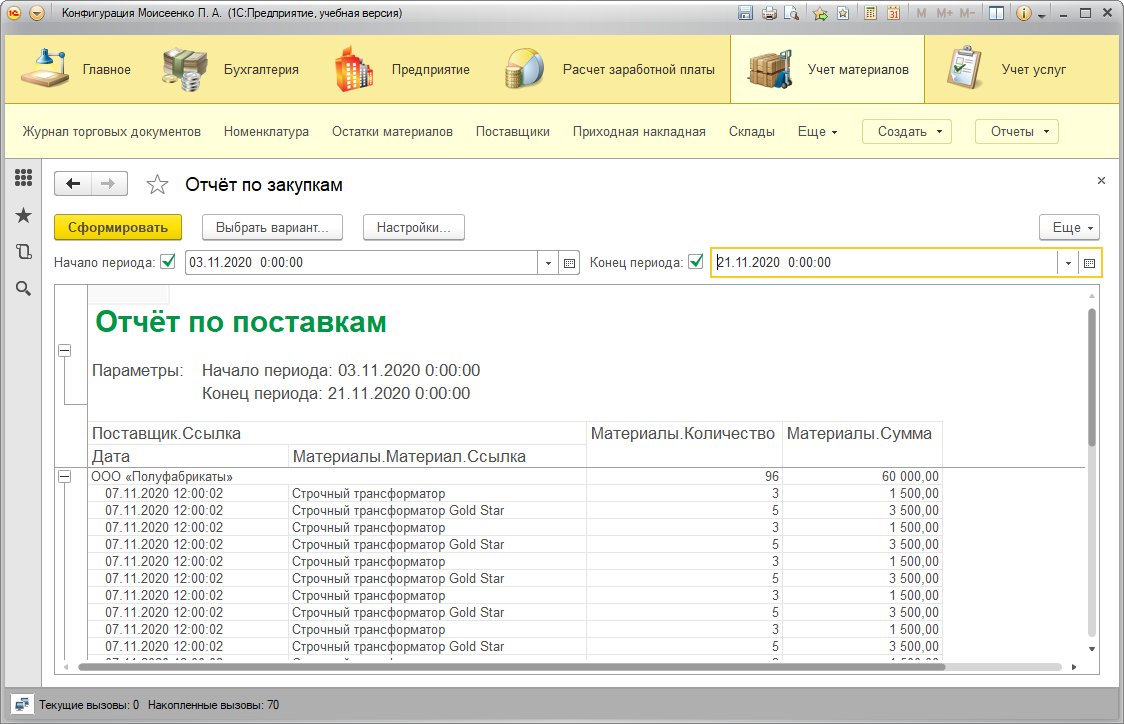 Конфигурация Моисеенко П. А. (1С:Предприятие, учебная версия)
M M+ M-
Главное Бухгалтерия Предприятие Расчет заработной платы Учет материалов Учет услуг
Журнал торговых документов Номенклатура Остатки материалов Поставщики Приходная накладная Склады Еще Создать Отчеты
Отчёт по закупкам
Сформировать Выбрать вариант... Настройки... Еще
Начало периода: 03.11.2020 0:00:00 Конец периода: 21.11.2020 0:00:00
Отчёт по поставкам
Параметры: Начало периода: 03.11.2020 0:00:00
Конец периода: 21.11.2020 0:00:00
Поставщик.Ссылка Материалы.Количество Материалы.Сумма
Дата Материалы.Материал.Ссылка
ООО «Полуфабрикаты» 96 60 000,00
07.11.2020 12:00:02 Строчный трансформатор 3 1 500,00
07.11.2020 12:00:02 Строчный трансформатор Gold Star 5 3 500,00
07.11.2020 12:00:02 Строчный трансформатор 3 1 500,00
07.11.2020 12:00:02 Строчный трансформатор Gold Star 5 3 500,00
07.11.2020 12:00:02 Строчный трансформатор 3 1 500,00
07.11.2020 12:00:02 Строчный трансформатор Gold Star 5 3 500,00
07.11.2020 12:00:02 Строчный трансформатор 3 1 500,00
07.11.2020 12:00:02 Строчный трансформатор Gold Star 5 3 500,00
07.11.2020 12:00:02 Строчный трансформатор 3 1 500,00
07.11.2020 12:00:02 Строчный трансформатор Gold Star 5 3 500,00
Текущие вызовы: 0 Накопленные вызовы: 70